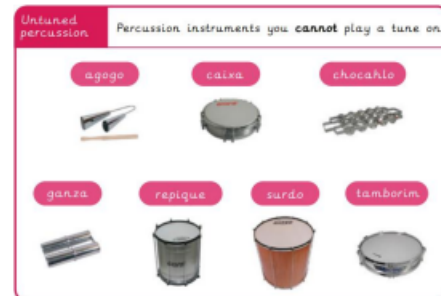 Untuned
percussion
Percussion instruments you cannot play a tune on
agogo
caixa
chocahlo
ganza
repique
surdo
tamborim